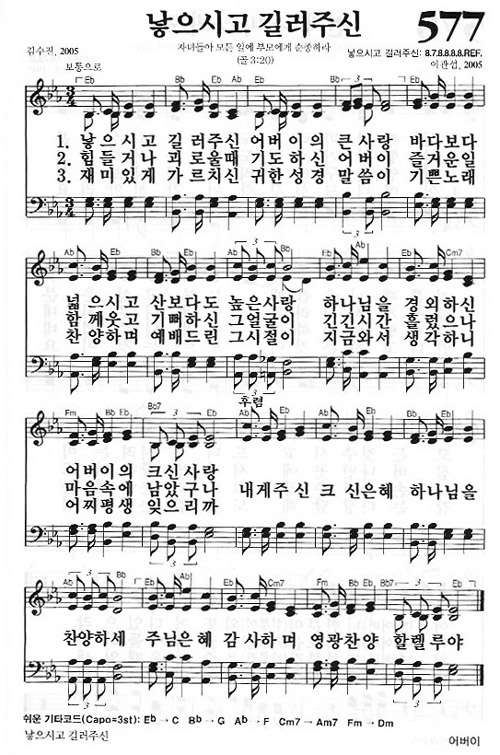 낳으시고 길러주신 577
김수진, 2005
자녀들아 모든 일에 부모에게 순종하라
(골 3:20)
낳으시고 길러주신: 8.7.8.8.8.8.REF.
이관섭, 2005
보통으로
Eb Bb Eb Ab Eb Bb Eb
1. 낳으시고 길러주신 어버이의 큰사랑 바다보다
2. 힘들거나 괴로울때 기도하신 어버이 즐거운일
3. 재미있게 가르치신 귀한성경 말씀이 기쁜노래
Ab Eb Bb Eb Ab Bb Eb Ab Eb Cm7
넓으시고 산보다도 높은사랑 하나님을 경외하신
함께웃고 기뻐하신 그얼굴이 긴긴시간 흘렀으나
찬양하며 예배드린 그시절이 지금와서 생각하니
후렴
Fm Bb Eb Bb7 Eb Ab Eb
어버이의 크신사랑
마음속에 남았구나 내게주신 크신은혜 하나님을
어찌평생 잊으리까
Ab Bb Eb Ab Eb Cm7 Fm Bb Eb Bb Eb
찬양하세 주님은혜 감사하며 영광찬양 할렐루야
쉬운 기타코드(Capo=3st): Eb → C Bb → G Ab → F Cm7 → Am7 Fm → Dm
낳으시고 길러주신
어버이